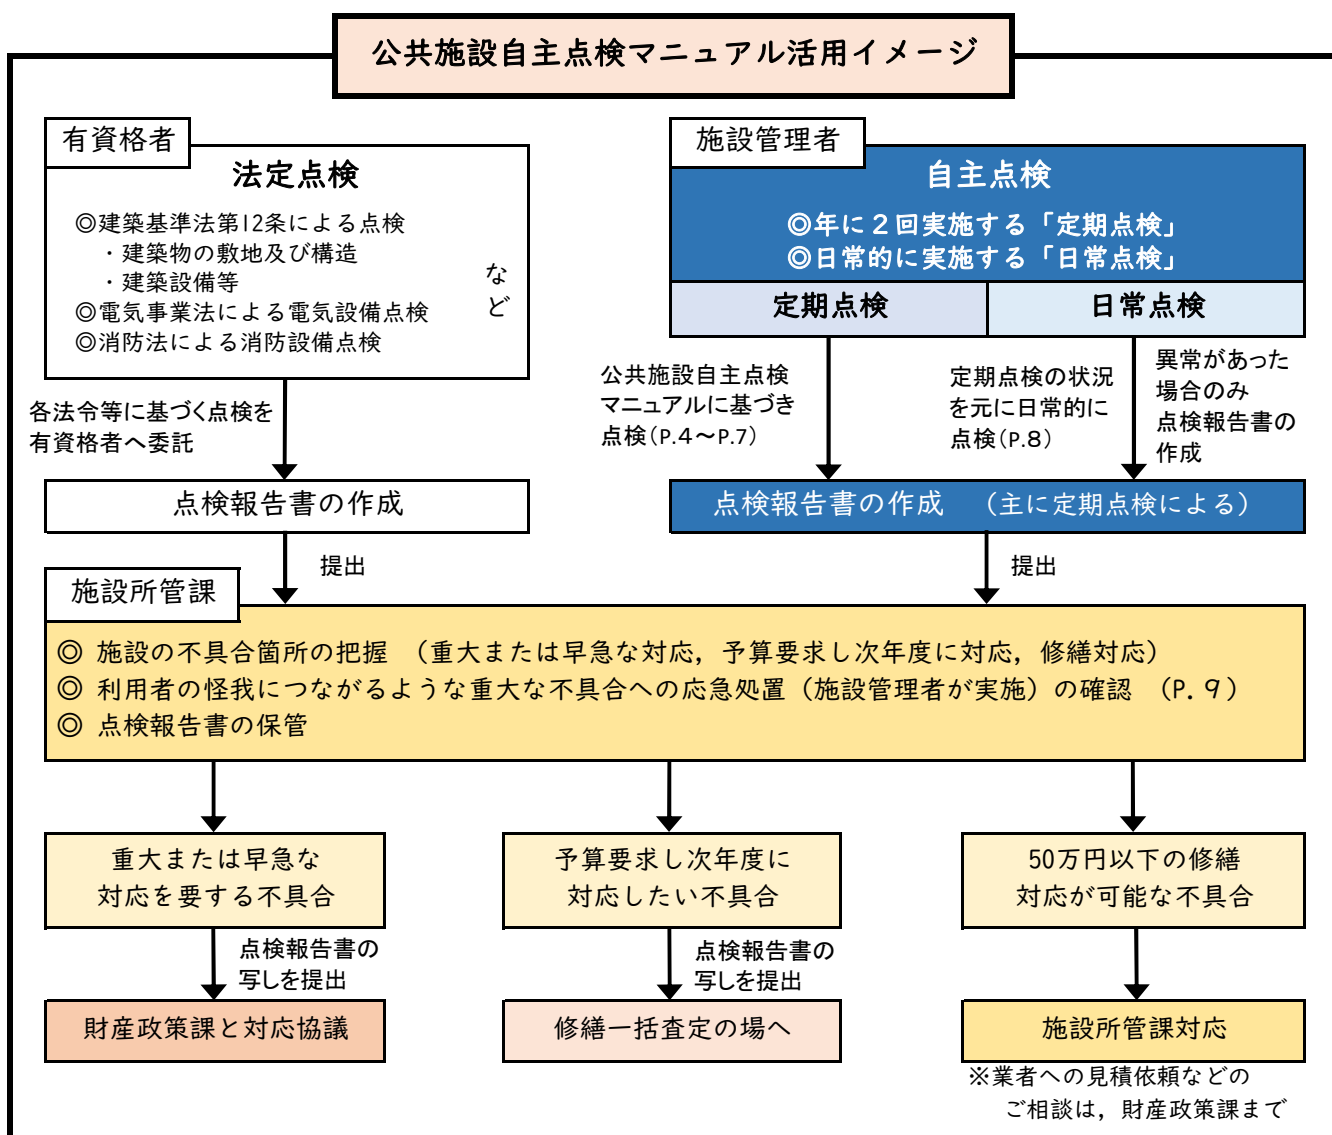 公共施設自主点検マニュアル活用イメージ
有資格者
法定点検
◎建築基準法第12条による点検
・建築物の敷地及び構造
・建築設備等
◎電気事業法による電気設備点検
◎消防法による消防設備点検
など
施設管理者
自主点検
◎年に2回実施する「定期点検」
◎日常的に実施する「日常点検」
定期点検
日常点検
各法令等に基づく点検を
有資格者へ委託
公共施設自主点検
マニュアルに基づき
点検(P.4～P.7)
定期点検の状況
を元に日常的に
点検(P.8)
異常があった
場合のみ
点検報告書の
作成
点検報告書の作成
点検報告書の作成 （主に定期点検による）
提出
提出
施設所管課
◎ 施設の不具合箇所の把握 （重大または早急な対応，予算要求し次年度に対応，修繕対応）
◎ 利用者の怪我につながるような重大な不具合への応急処置（施設管理者が実施）の確認 （P.9）
◎ 点検報告書の保管
重大または早急な
対応を要する不具合
予算要求し次年度に
対応したい不具合
50万円以下の修繕
対応が可能な不具合
点検報告書の
写しを提出
点検報告書の
写しを提出
財産政策課と対応協議
修繕一括査定の場へ
施設所管課対応
※業者への見積依頼などの
ご相談は，財産政策課まで